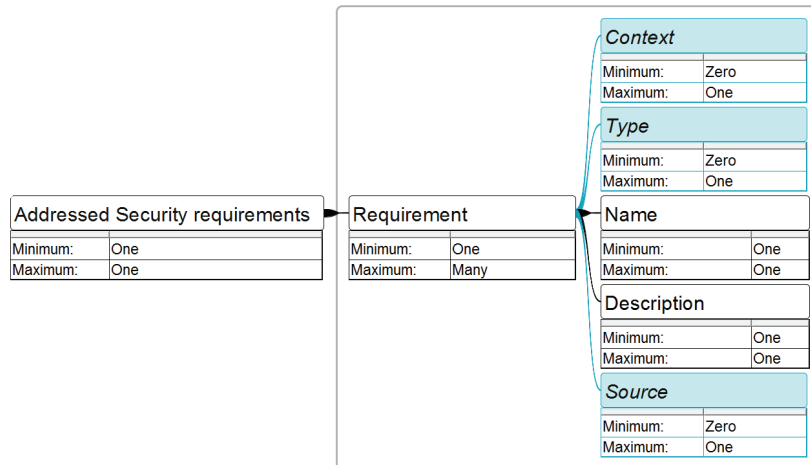 Context
Minimum: Zero
Maximum: One
Type
Minimum: Zero
Maximum: One
Addressed Security requirements
Minimum: One
Maximum: One
Requirement
Minimum: One
Maximum: Many
Name
Minimum: One
Maximum: One
Description
Minimum: One
Maximum: One
Source
Minimum: Zero
Maximum: One